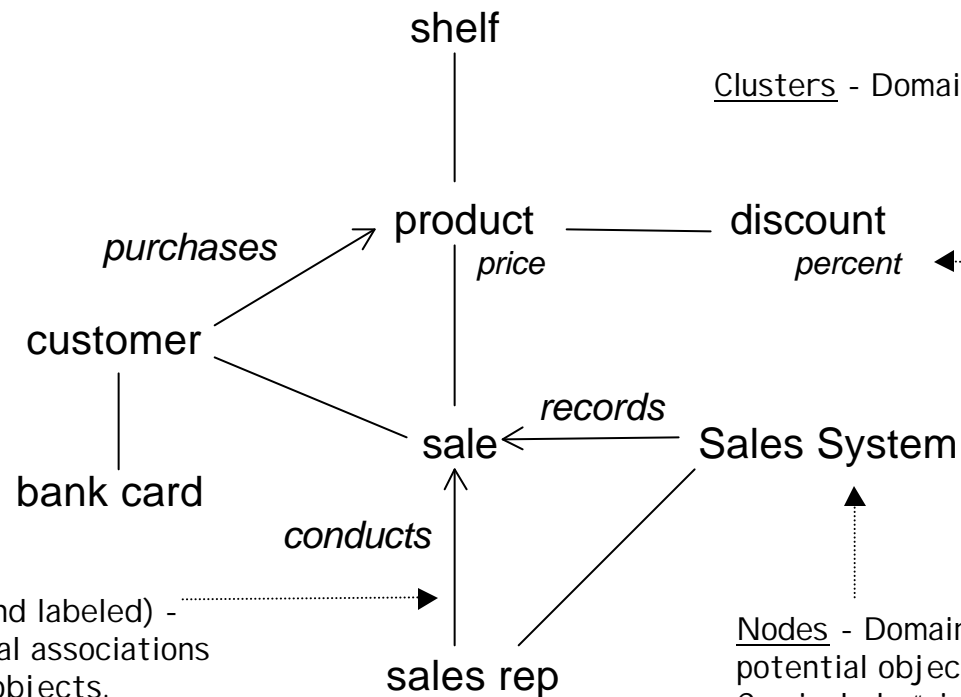 shelf
Clusters - Domai
product
discount
purchases
price
percent
customer
records
sale
Sales System
bank card
conducts
nd labeled) -
al associations
objects.
Nodes - Domain
potential object
sales rep